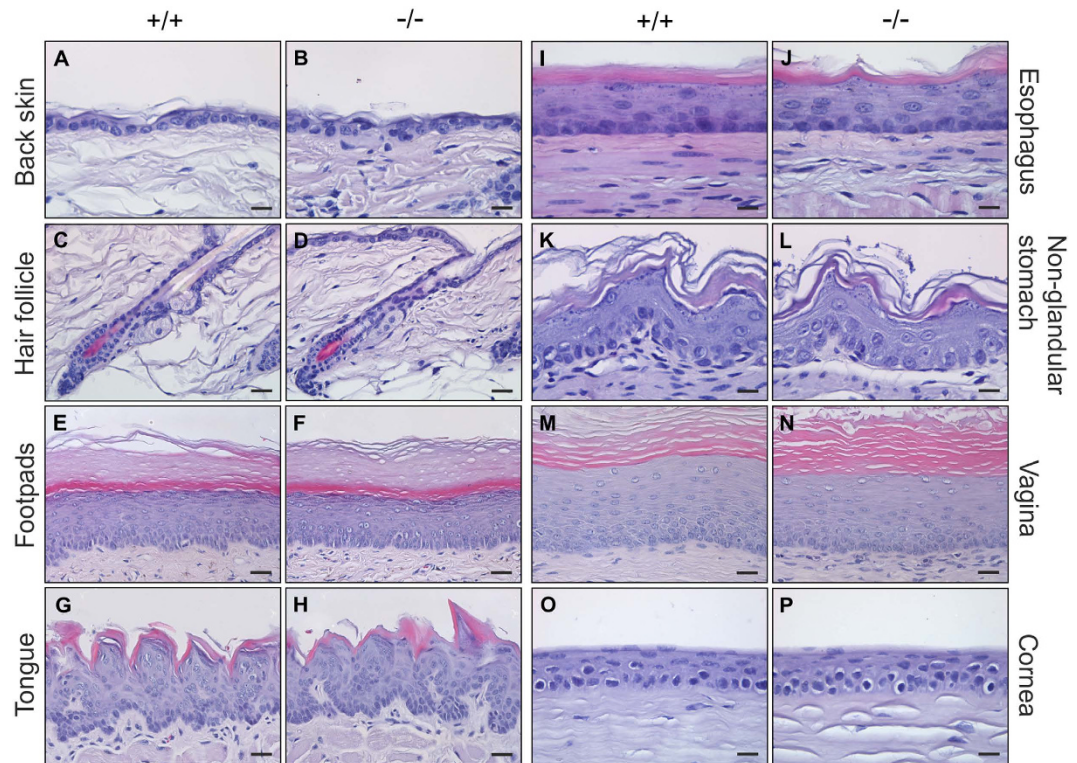 +/+ -/- +/+ -/-
Back skin
A B I J
Esophagus
Hair follicle
C D K L
Non-glandular
stomach
Footpads
E F M N
Vagina
Tongue
G H O P
Cornea